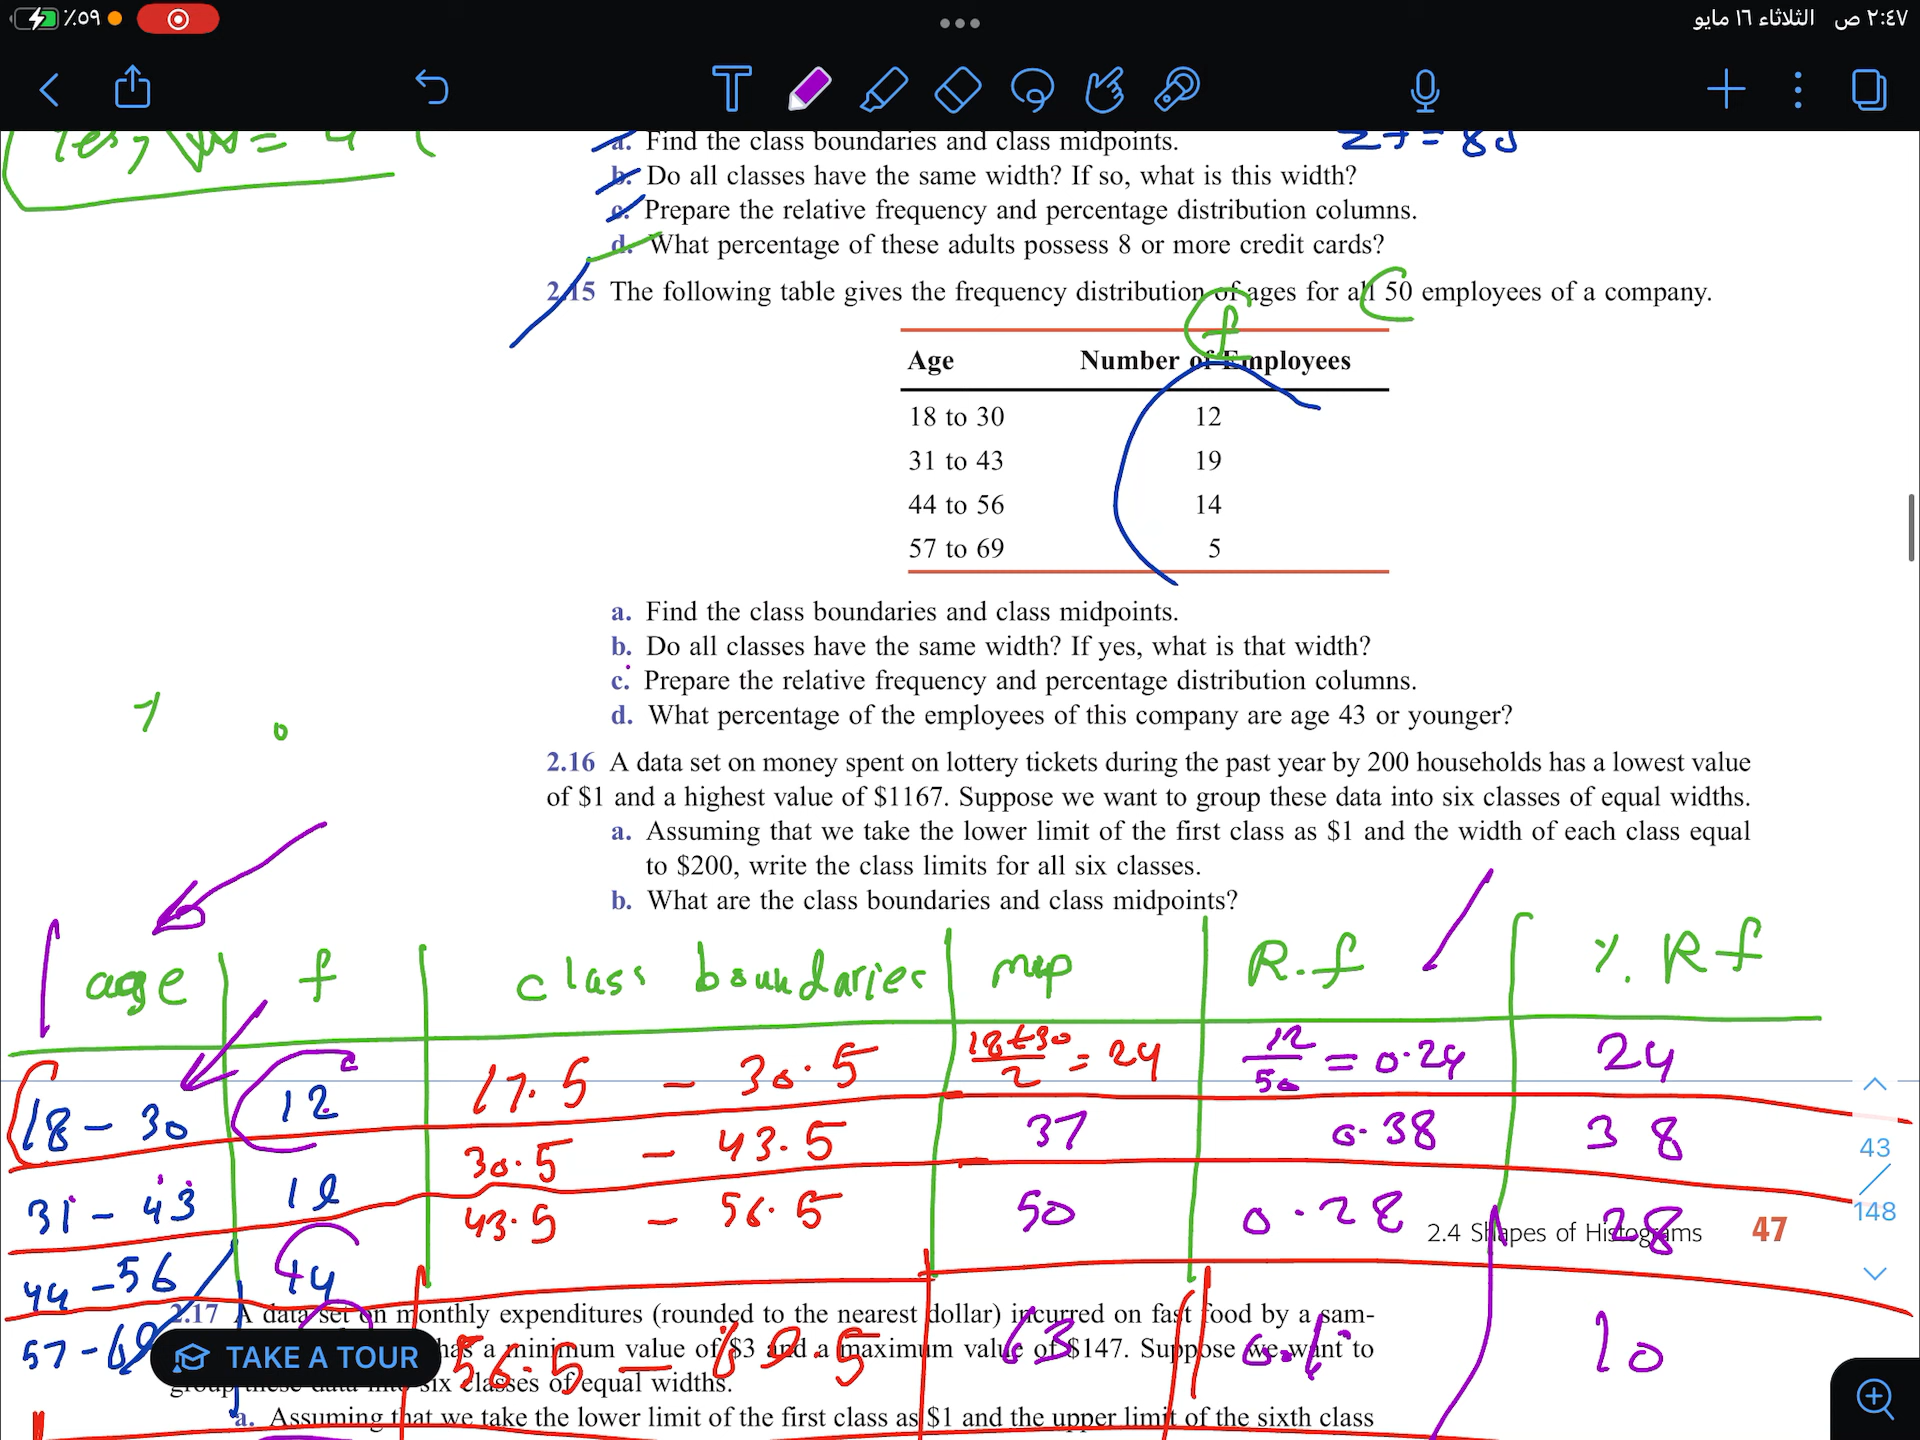 ٪٥٩ ••• ٢:٤٧ ص الثلاثاء ١٦ مايو
T
Yes,
a. Find the class boundaries and class midpoints.
b. Do all classes have the same width? If so, what is this width?
c. Prepare the relative frequency and percentage distribution columns.
d. What percentage of these adults possess 8 or more credit cards?
2.15 The following table gives the frequency distribution of ages for all 50 employees of a company.
f
Age Number of Employees
18 to 30 12
31 to 43 19
44 to 56 14
57 to 69 5
a. Find the class boundaries and class midpoints.
b. Do all classes have the same width? If yes, what is that width?
c. Prepare the relative frequency and percentage distribution columns.
d. What percentage of the employees of this company are age 43 or younger?
2.16 A data set on money spent on lottery tickets during the past year by 200 households has a lowest value
of $1 and a highest value of $1167. Suppose we want to group these data into six classes of equal widths.
a. Assuming that we take the lower limit of the first class as $1 and the width of each class equal
to $200, write the class limits for all six classes.
b. What are the class boundaries and class midpoints?
age f class boundaries R.f % Rf
18 - 30 12 17.5 - 30.5 18+30/2 = 24 12/50 = 0.24 24
31 - 43 19 30.5 - 43.5 37 0.38 38
44 - 56 14 43.5 - 56.5 50 0.28 28
57 - 69 56.5 - 69.5 63 0.1 10
43
148
2.4 Shapes of Histograms 47
2.17 A data set on monthly expenditures (rounded to the nearest dollar) incurred on fast food by a sam-
has a minimum value of $3 and a maximum value of $147. Suppose we want to
group these data into six classes of equal widths.
TAKE A TOUR
a. Assuming that we take the lower limit of the first class as $1 and the upper limit of the sixth class